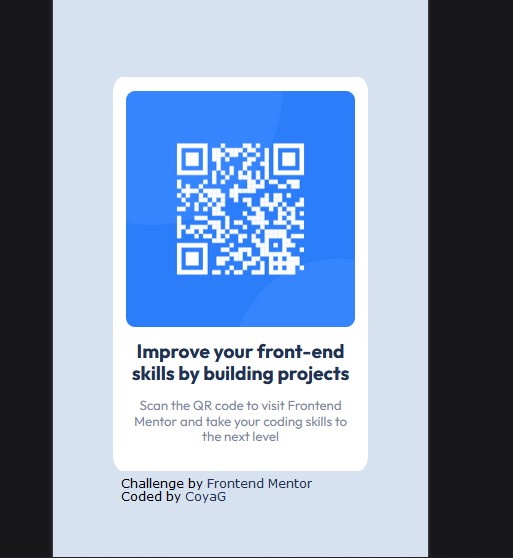 Improve your front-end
skills by building projects
Scan the QR code to visit Frontend
Mentor and take your coding skills to
the next level
Challenge by Frontend Mentor
Coded by CoyaG